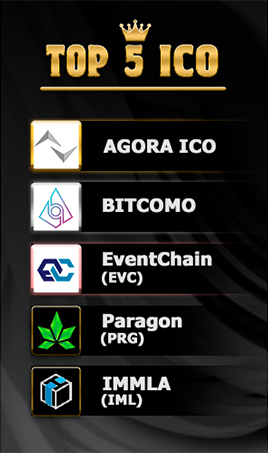 TOP 5 ICO
AGORA ICO
BITCOMO
EventChain
(EVC)
Paragon
(PRG)
IMMLA
(IML)